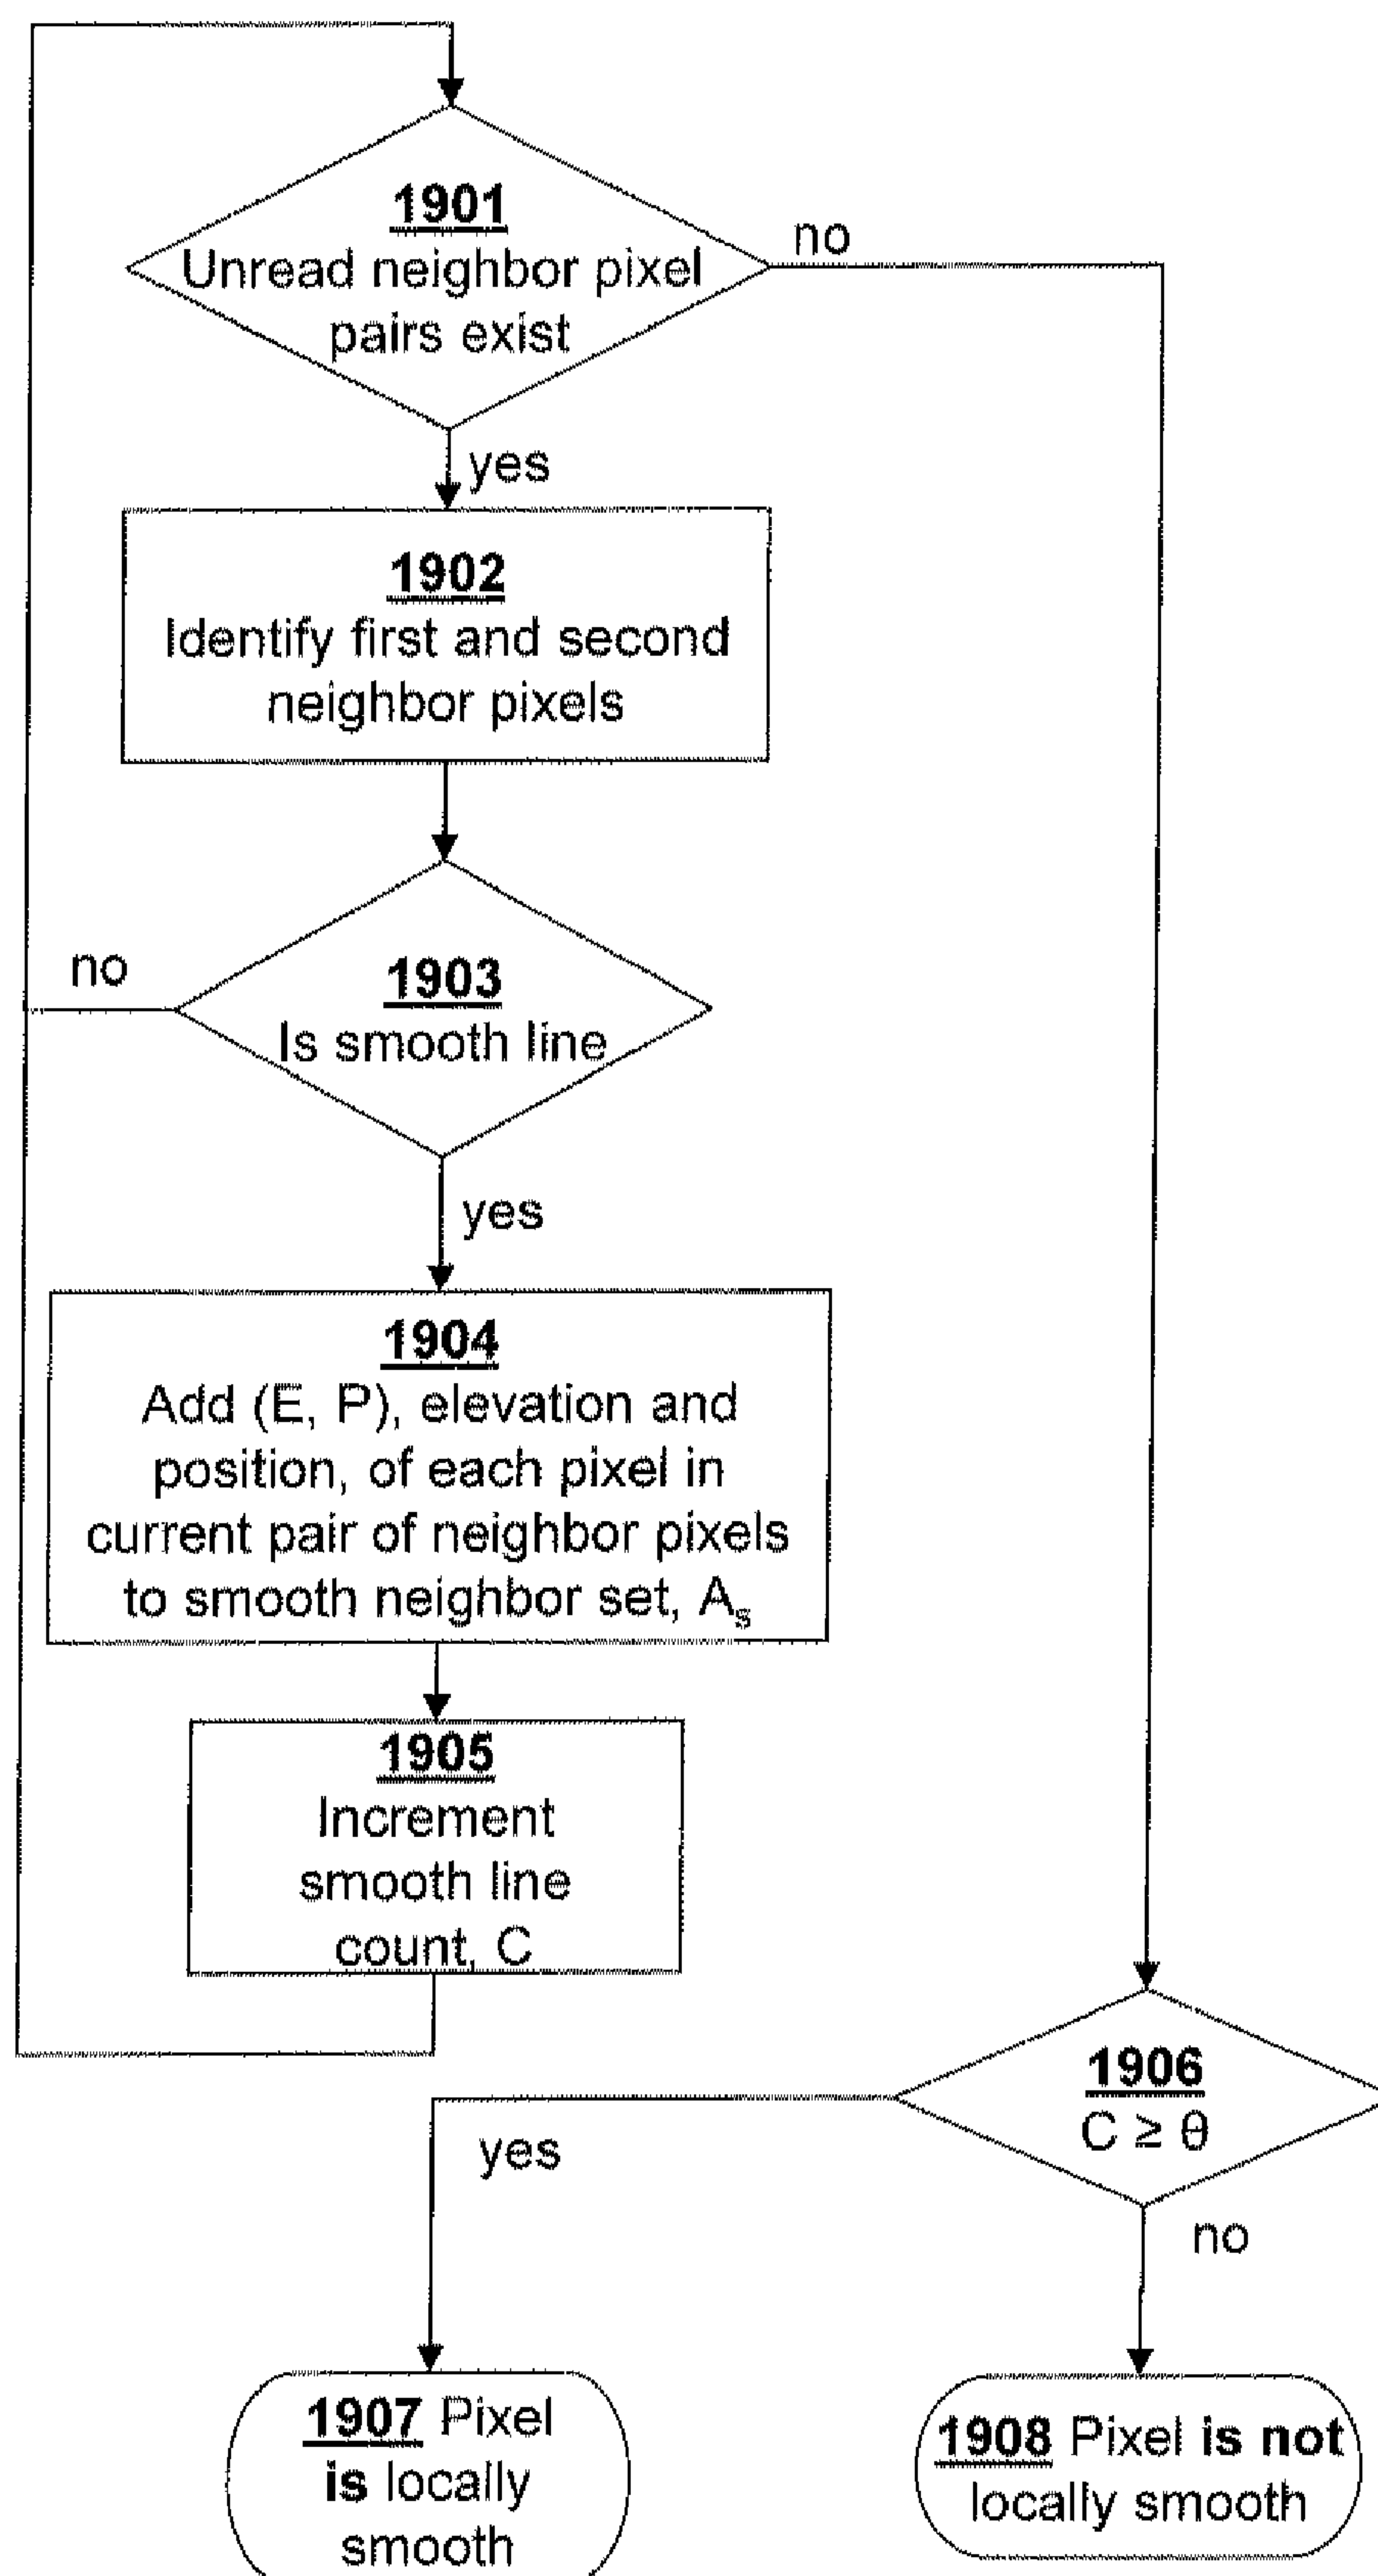 1901
Unread neighbor pixel
pairs exist
no
yes
1902
Identify first and second
neighbor pixels
no
1903
Is smooth line
yes
1904
Add (E, P), elevation and
position, of each pixel in
current pair of neighbor pixels
to smooth neighbor set, Aₛ
1905
Increment
smooth line
count, C
1906
C ≥ θ
yes
no
1907 Pixel
is locally
smooth
1908 Pixel is not
locally smooth